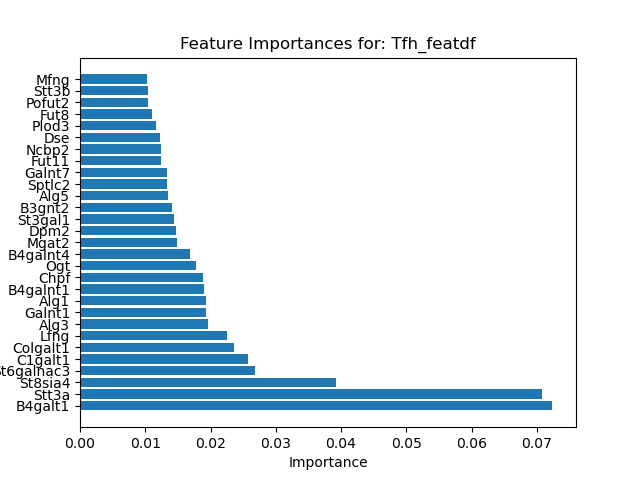 Feature Importances for: Tfh_featdf
Mfng
Stt3b
Pofut2
Fut8
Plod3
Dse
Ncbp2
Fut11
Galnt7
Sptlc2
Alg5
B3gnt2
St3gal1
Dpm2
Mgat2
B4galnt4
Ogt
Chpf
B4galnt1
Alg1
Galnt1
Alg3
Lfng
Colgalt1
C1galt1
St6galnac3
St8sia4
Stt3a
B4galt1
0.00 0.01 0.02 0.03 0.04 0.05 0.06 0.07
Importance